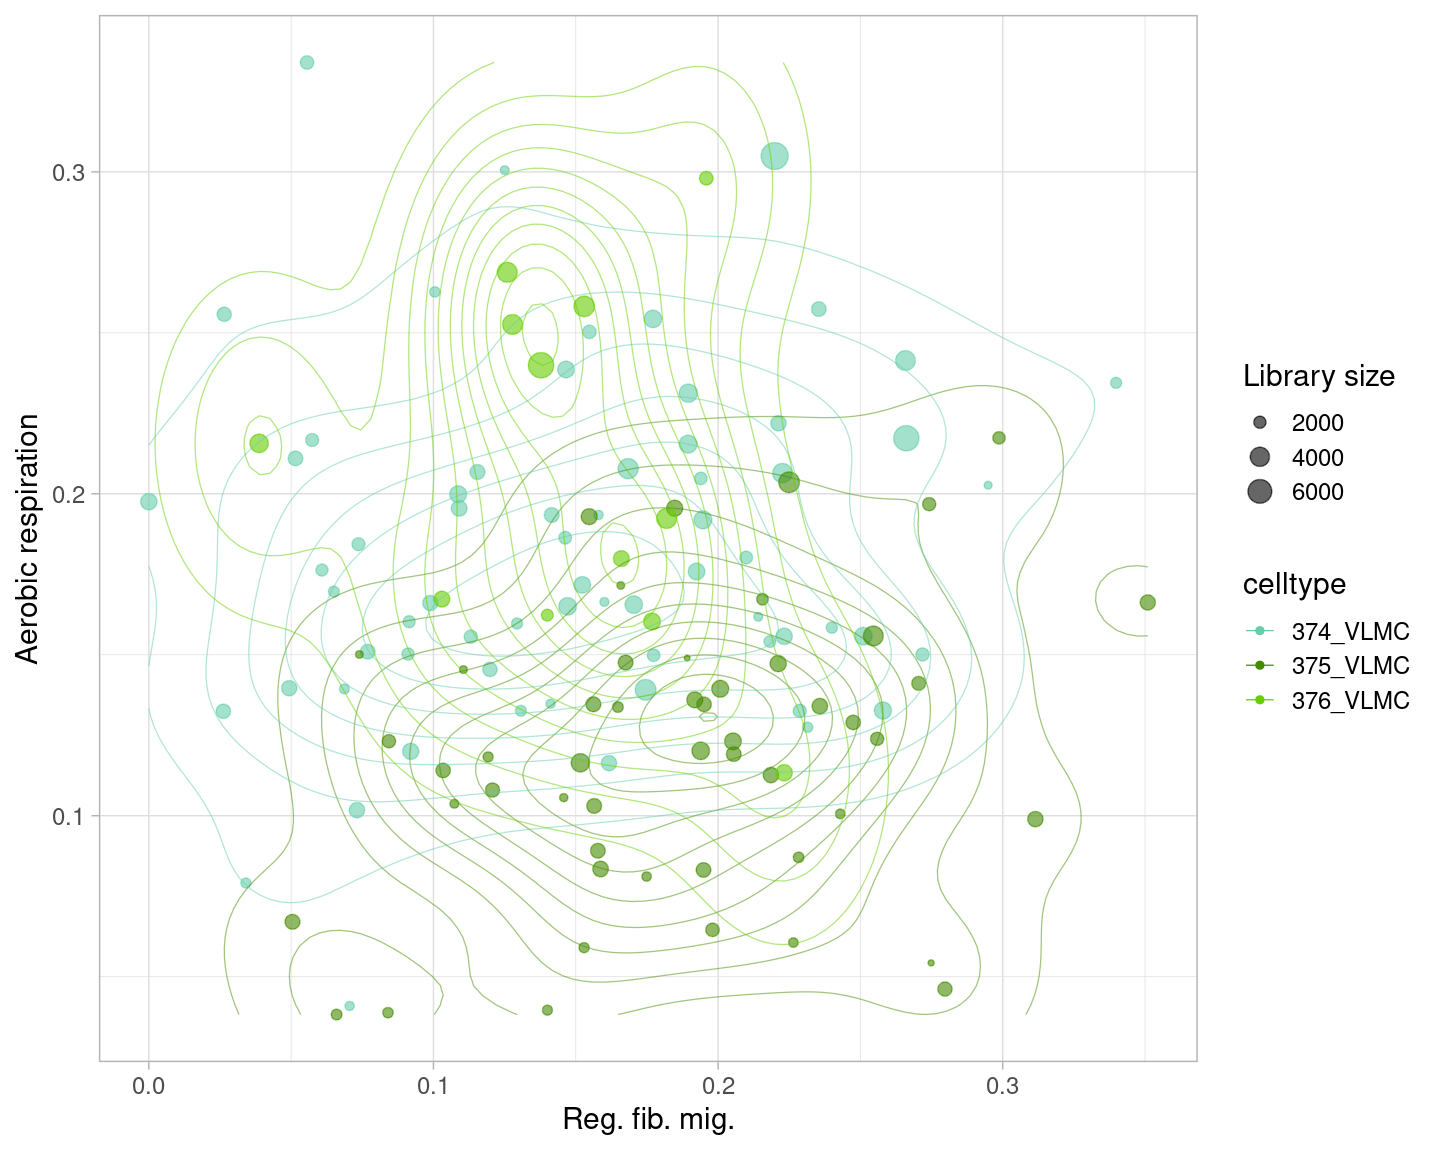 Aerobic respiration
0.3
0.2
0.1
0.0
0.1
0.2
0.3
Reg. fib. mig.
Library size
2000
4000
6000
celltype
374_VLMC
375_VLMC
376_VLMC